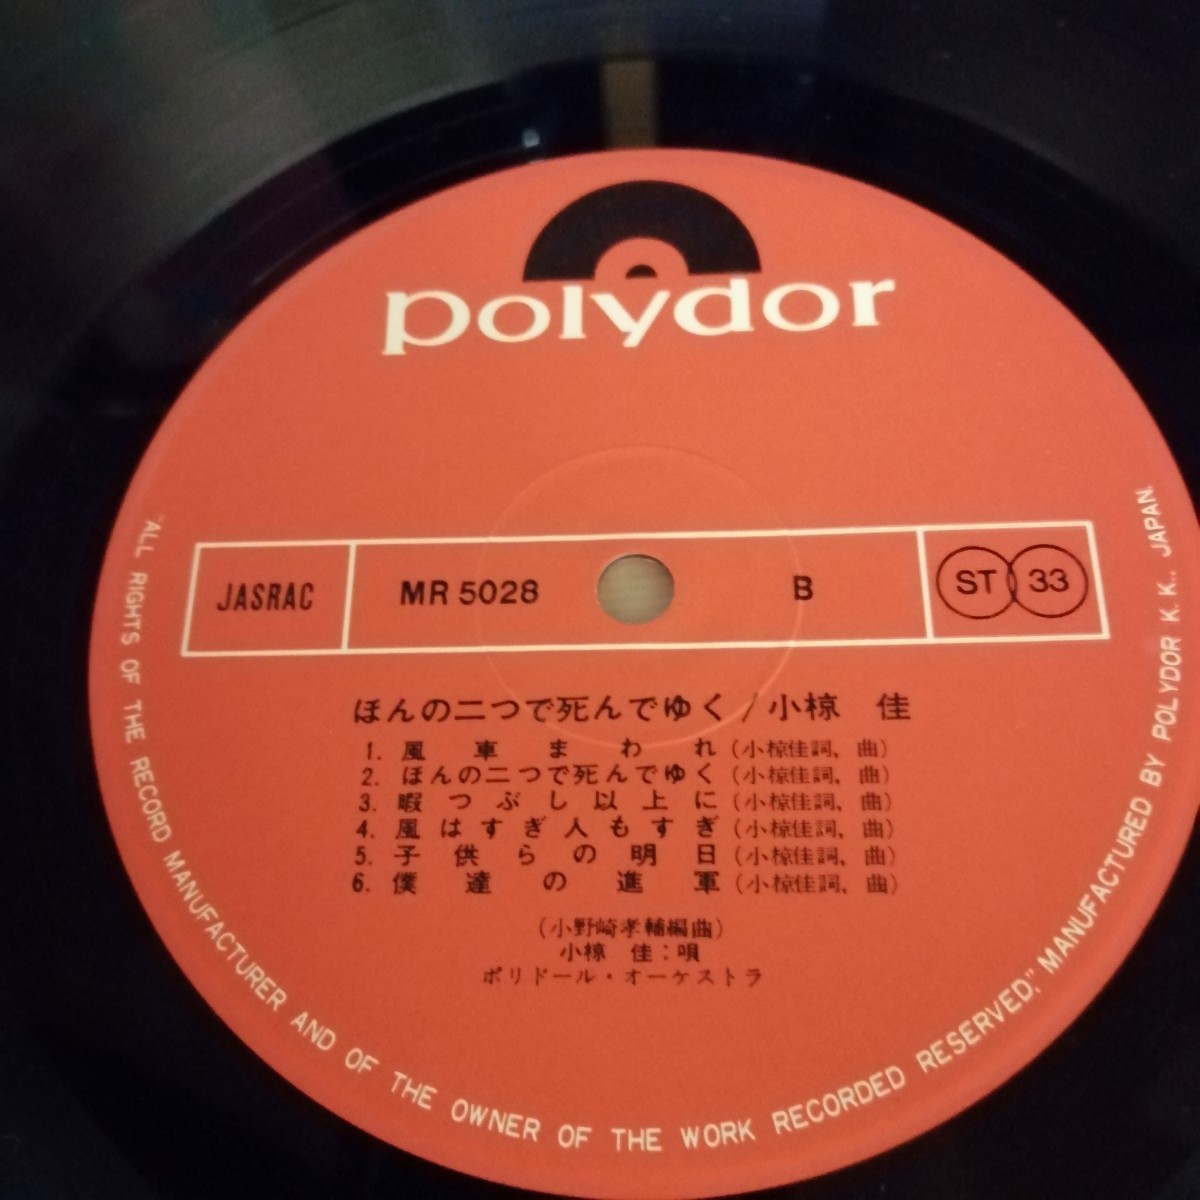 polydor
JASRAC MR 5028 B ST 33
ほんの二つで死んでゆく/小椋 佳
1. 風車まわれ(小椋佳詞、曲)
2. ほんの二つで死んでゆく(小椋佳詞、曲)
3. 暇つぶし以上に(小椋佳詞、曲)
4. 風はすぎ人もすぎ(小椋佳詞、曲)
5. 子供らの明日(小椋佳詞、曲)
6. 僕達の進軍(小椋佳詞、曲)
(小野崎孝輔編曲)
小椋 佳:唄
ポリドール・オーケストラ
"ALL RIGHTS OF THE RECORD MANUFACTURER AND OF THE OWNER OF THE WORK RECORDED RESERVED," MANUFACTURED BY POLYDOR K. K., JAPAN.